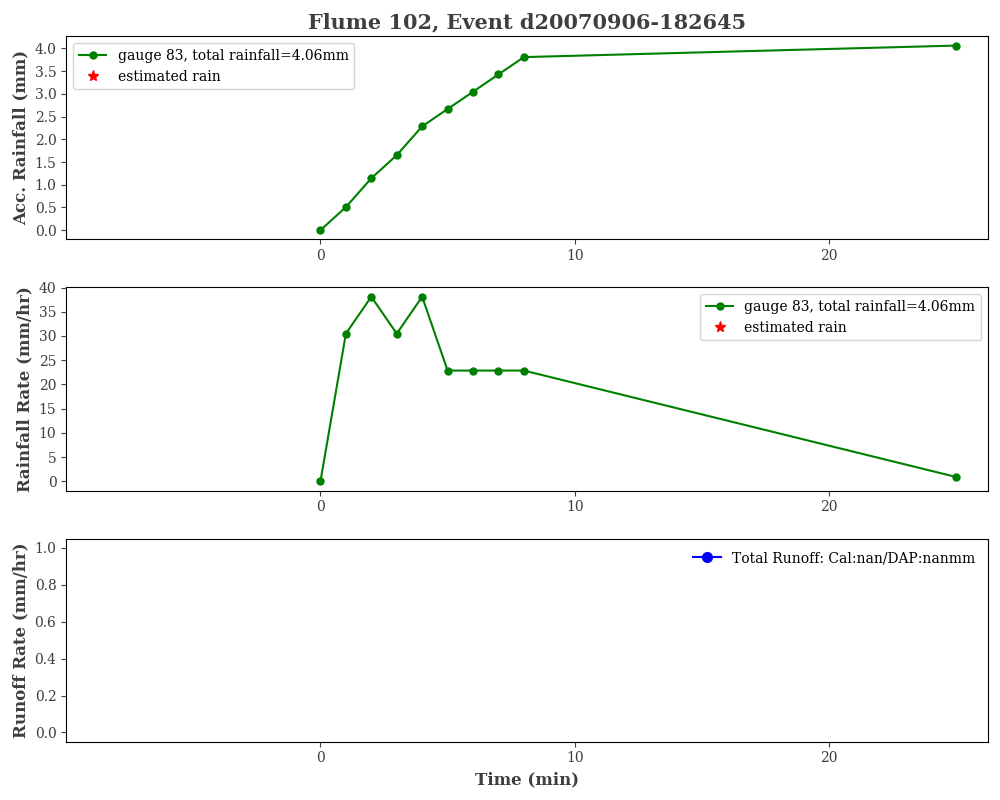 Flume 102, Event d20070906-182645
Acc. Rainfall (mm)
4.0
3.5
3.0
2.5
2.0
1.5
1.0
0.5
0.0
gauge 83, total rainfall=4.06mm
estimated rain
0 10 20
Rainfall Rate (mm/hr)
40
35
30
25
20
15
10
5
0
gauge 83, total rainfall=4.06mm
estimated rain
0 10 20
Runoff Rate (mm/hr)
1.0
0.8
0.6
0.4
0.2
0.0
Total Runoff: Cal:nan/DAP:nanmm
0 10 20
Time (min)